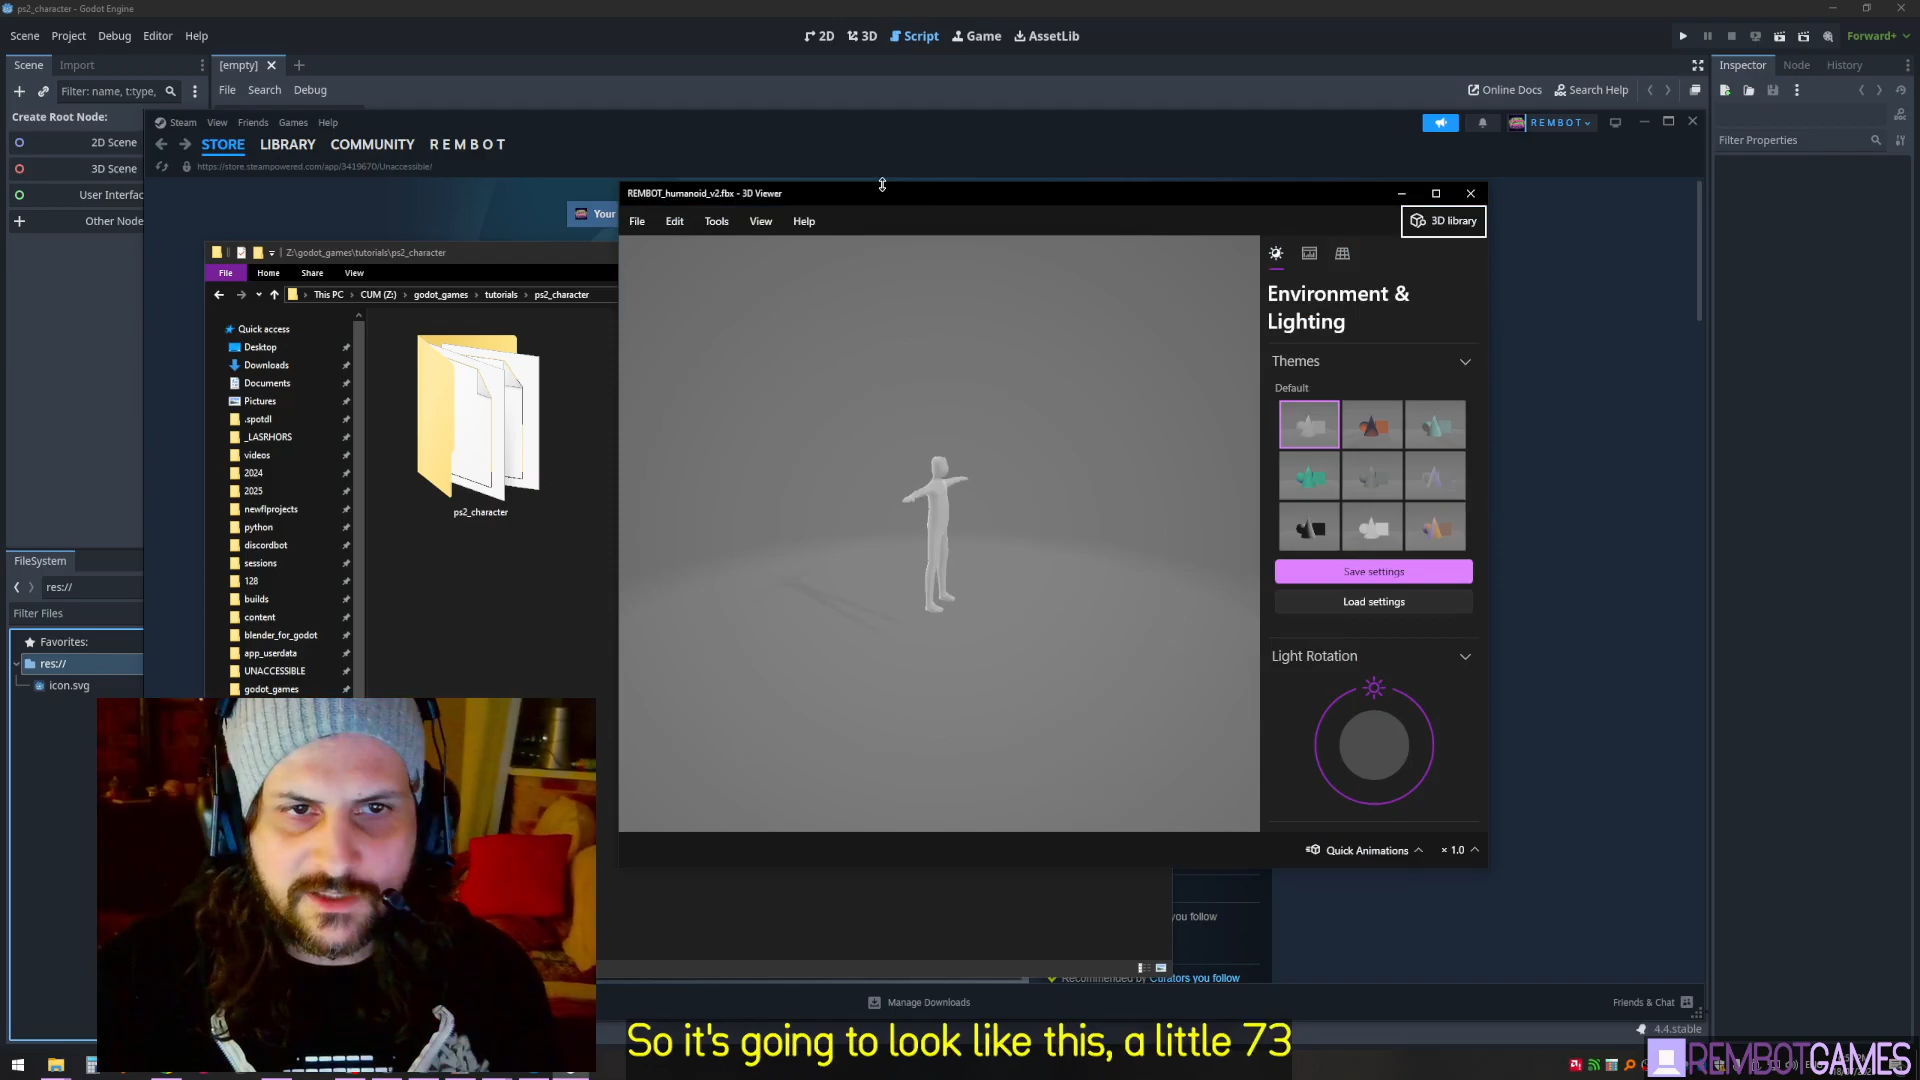 ps2_character - Godot Engine
Scene Project Debug Editor Help
2D 3D Script Game AssetLib
Forward+
Scene Import
[empty]
Inspector Node History
Filter: name, t:type,
File Search Debug
Online Docs Search Help
Create Root Node:
2D Scene
3D Scene
User Interfac
Other Node
Filter Properties
Steam View Friends Games Help
REMBOT
STORE LIBRARY COMMUNITY REMBOT
https://store.steampowered.com/app/3419670/Unaccessible/
Your
REMBOT_humanoid_v2.fbx - 3D Viewer
File Edit Tools View Help
3D library
Z:\godot_games\tutorials\ps2_character
File Home Share View
This PC CUM (Z:) godot_games tutorials ps2_character
Quick access
Desktop
Downloads
Documents
Pictures
.spotdl
_LASRHORS
videos
2024
2025
newflprojects
python
discordbot
sessions
128
builds
content
blender_for_godot
app_userdata
UNACCESSIBLE
godot_games
ps2_character
Environment &
Lighting
Themes
Default
Save settings
Load settings
Light Rotation
Quick Animations × 1.0
FileSystem
res://
Filter Files
Favorites:
res://
icon.svg
you follow
Recommended by Curators you follow
Manage Downloads
Friends & Chat
4.4.stable
So it's going to look like this, a little 73
REMBOTGAMES